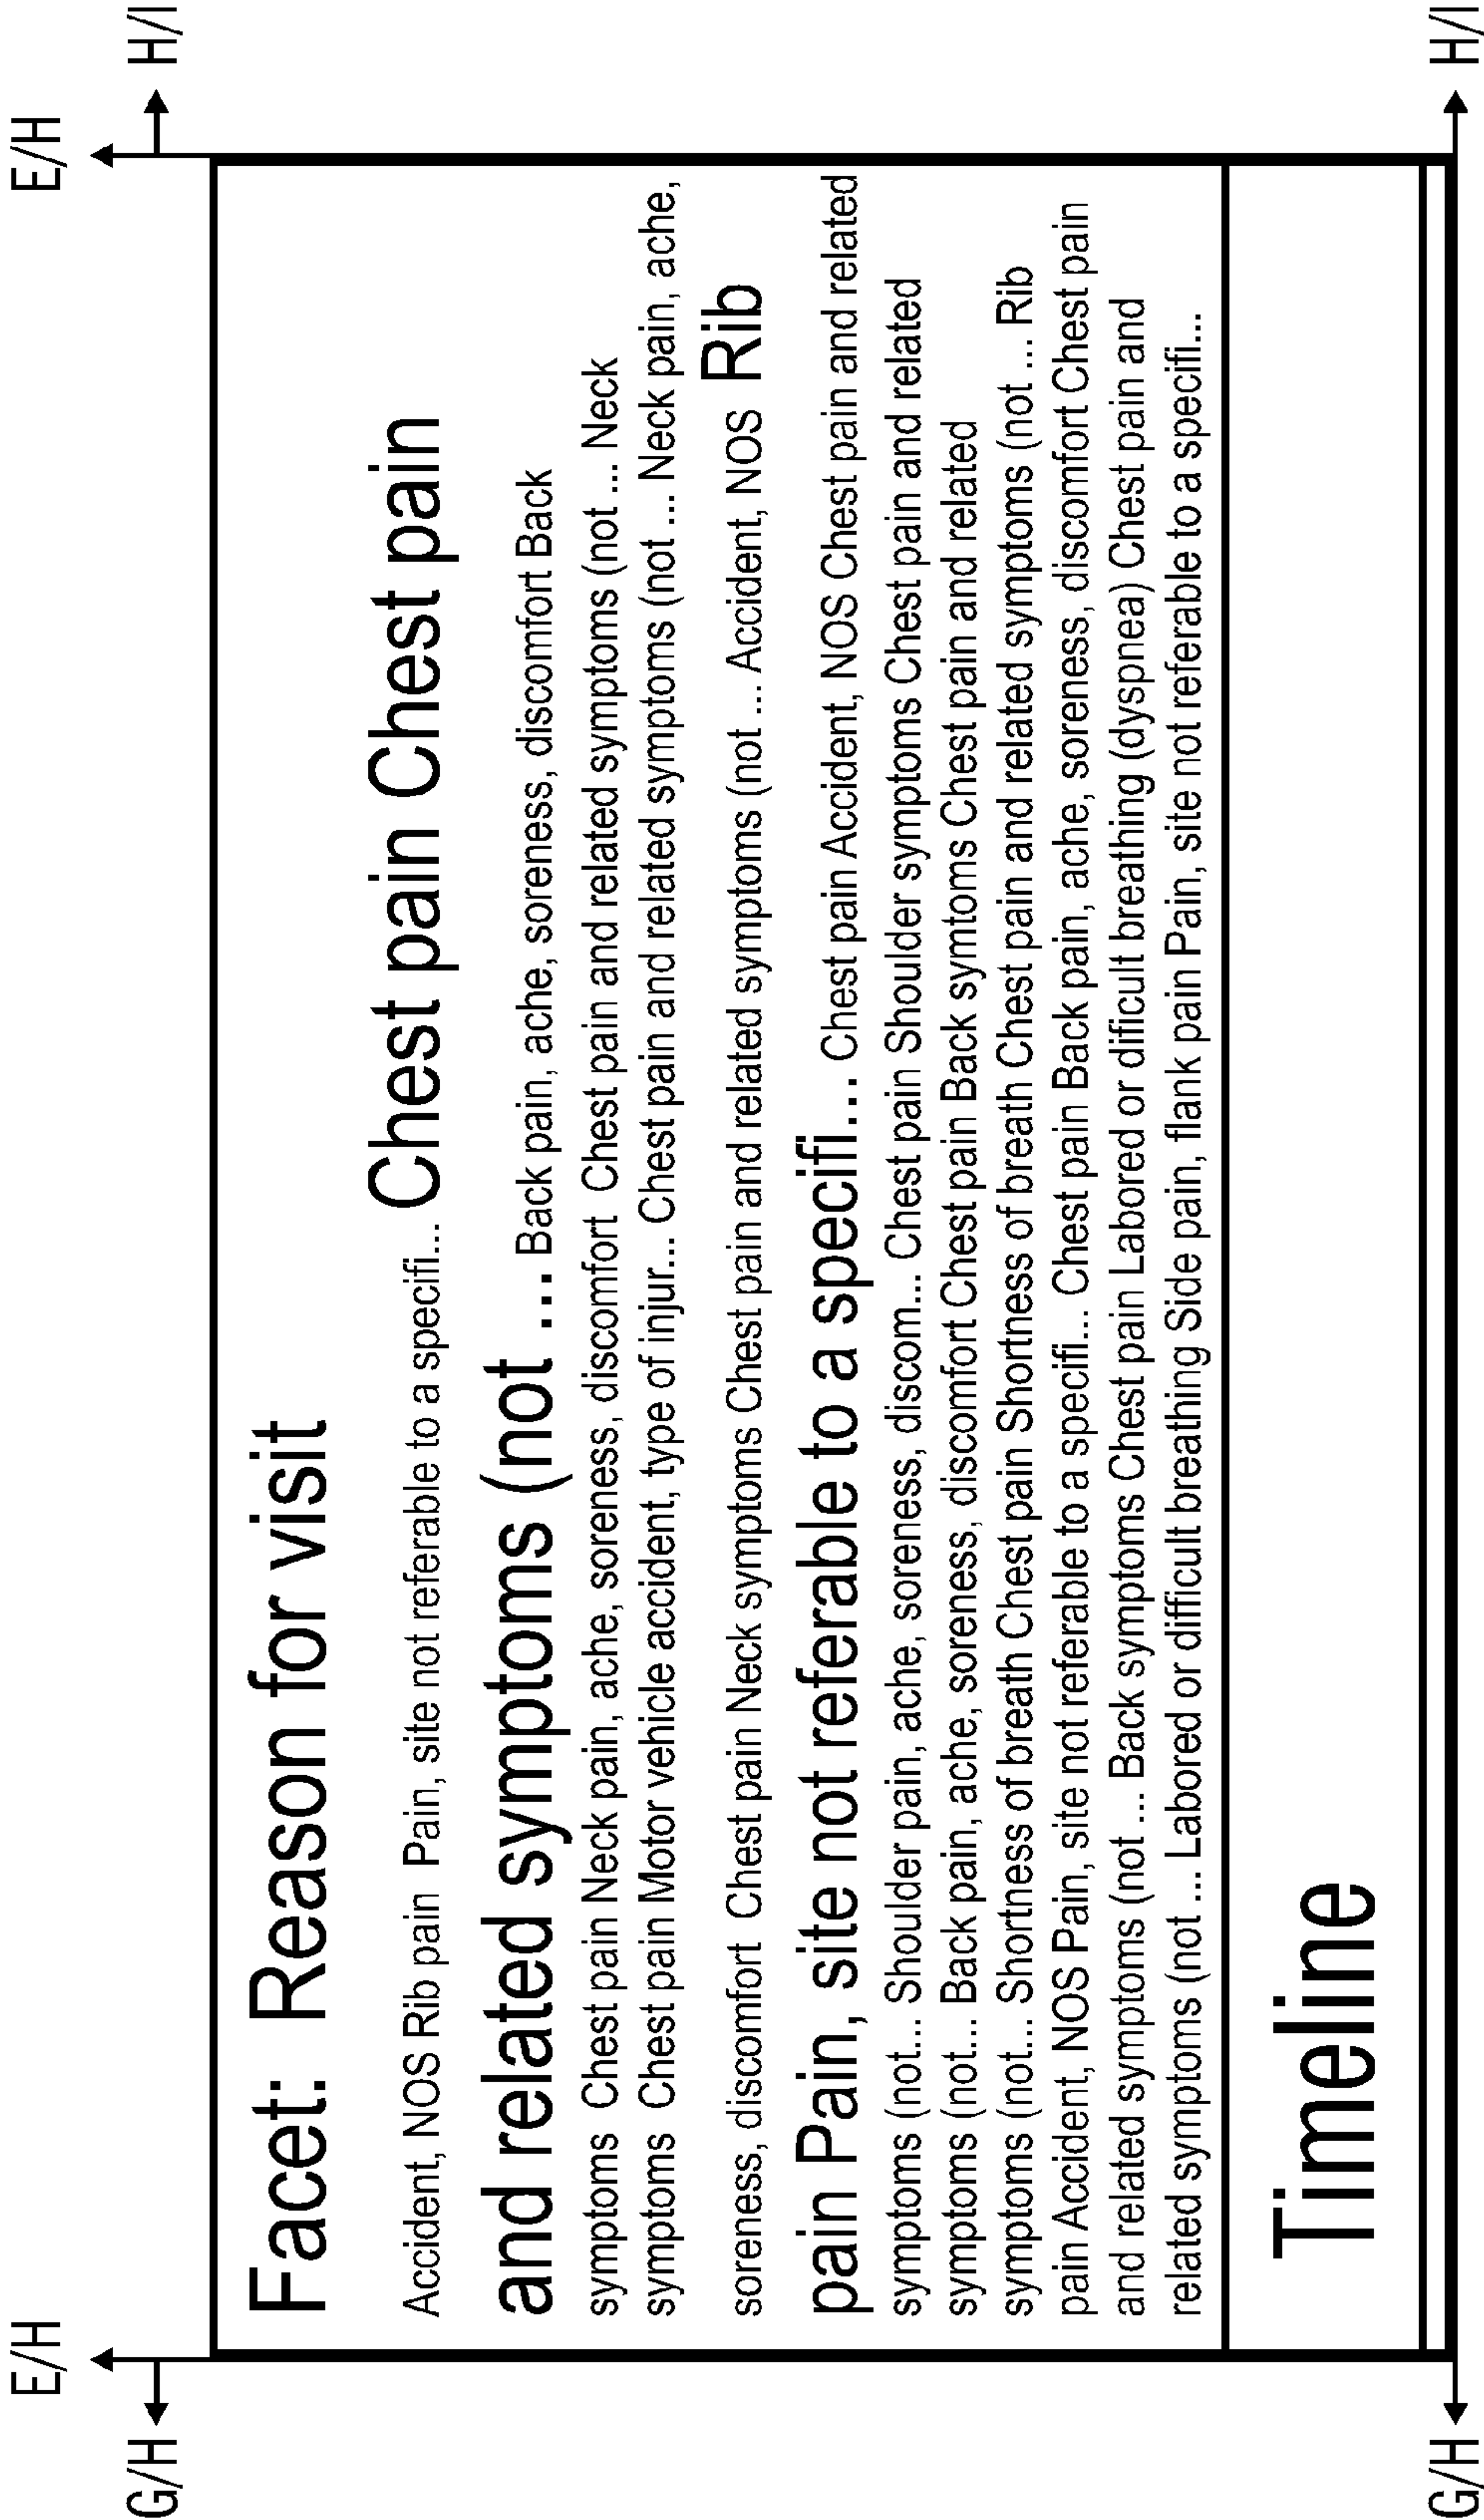 E/H E/H
G/H H/I
Facet: Reason for visit
Accident, NOS Rib pain Pain, site not referable to a specifi... Chest pain Chest pain
and related symptoms (not ... Back pain, ache, soreness, discomfort Back
symptoms Chest pain Neck pain, ache, soreness, discomfort Chest pain and related symptoms (not ... Neck
symptoms Chest pain Motor vehicle accident, type of injur... Chest pain and related symptoms (not ... Neck pain, ache,
soreness, discomfort Chest pain Neck symptoms Chest pain and related symptoms (not ... Accident, NOS Rib
pain Pain, site not referable to a specifi... Chest pain Accident, NOS Chest pain and related
symptoms (not... Shoulder pain, ache, soreness, discom... Chest pain Shoulder symptoms Chest pain and related
symptoms (not... Back pain, ache, soreness, discomfort Chest pain Back symtoms Chest pain and related
symptoms (not... Shortness of breath Chest pain Shortness of breath Chest pain and related symptoms (not ... Rib
pain Accident, NOS Pain, site not referable to a specifi... Chest pain Back pain, ache, soreness, discomfort Chest pain
and related symptoms (not ... Back symptoms Chest pain Labored or difficult breathing (dyspnea) Chest pain and
related symptoms (not ... Labored or difficult breathing Side pain, flank pain Pain, site not referable to a specifi...
Timeline
G/H H/I